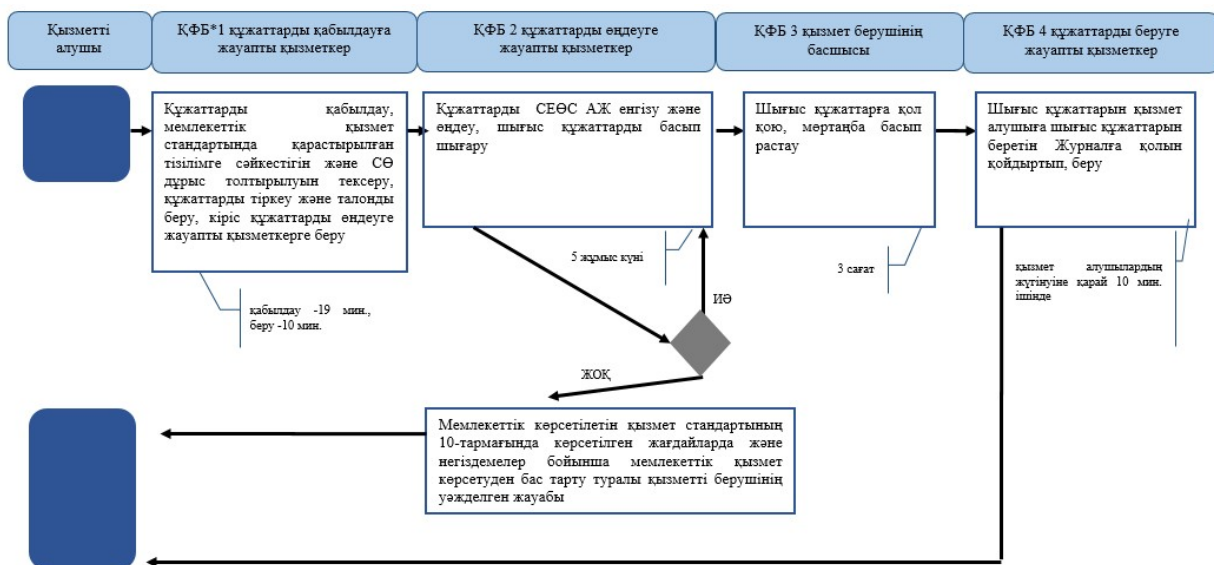 Қызметті
алушы
ҚФБ*1 құжаттарды қабылдауға
жауапты қызметкер
ҚФБ 2 құжаттарды өңдеуге
жауапты қызметкер
ҚФБ 3 қызмет берушінің
басшысы
ҚФБ 4 құжаттарды беруге
жауапты қызметкер
Құжаттарды қабылдау,
мемлекеттік қызмет
стандартында қарастырылған
тізілімге сәйкестігін және СӨ
дұрыс толтырылуын тексеру,
құжаттарды тіркеу және талонды
беру, кіріс құжаттарды өндеуге
жауапты қызметкерге беру
Құжаттарды СЕӨС АЖ енгізу және
өңдеу, шығыс құжаттарды басып
шығару
Шығыс құжаттарға қол
қою, мөртаңба басып
растау
Шығыс құжаттарын қызмет
алушыға шығыс құжаттарын
беретін Журналға қолын
қойдыртып, беру
5 жұмыс күні
3 сағат
қызмет алушылардың
жүгінуіне қарай 10 мин.
ішінде
қабылдау -19 мин.,
беру -10 мин.
ИӘ
ЖОҚ
Мемлекеттік көрсетілетін қызмет стандартының
10-тармағында көрсетілген жағдайларда және
негіздемелер бойынша мемлекеттік қызмет
көрсетуден бас тарту туралы қызметті берушінің
уәжделген жауабы